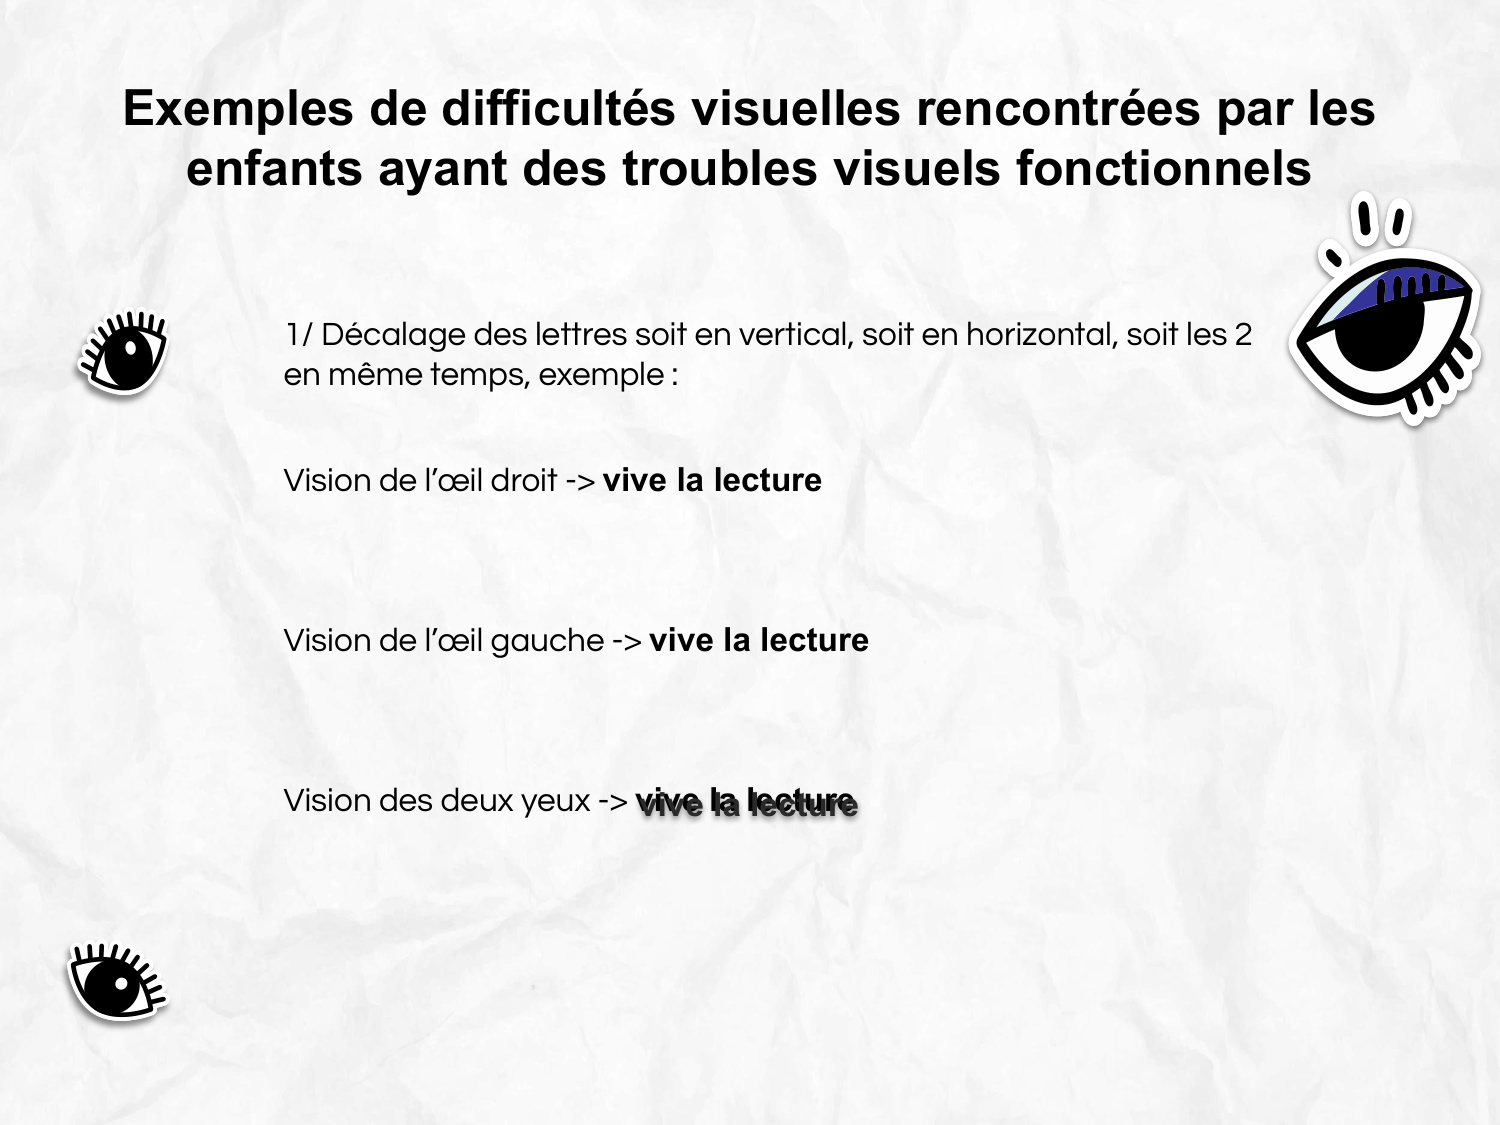 Exemples de difficultés visuelles rencontrées par les
enfants ayant des troubles visuels fonctionnels
1/ Décalage des lettres soit en vertical, soit en horizontal, soit les 2
en même temps, exemple :
Vision de l’œil droit -> vive la lecture
Vision de l’œil gauche -> vive la lecture
Vision des deux yeux -> vive la lecture